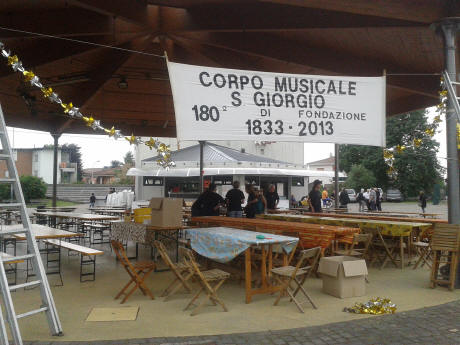 CORPO MUSICALE
S GIORGIO
180° di FONDAZIONE
1833 - 2013